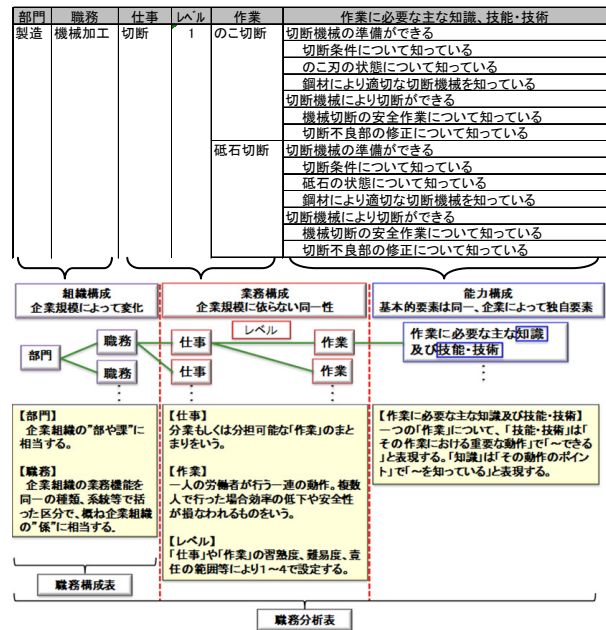 部門 職務 仕事 レベル 作業 作業に必要な主な知識、技能・技術
製造 機械加工 切断 1 のこ切断 切断機械の準備ができる
切断条件について知っている
のこ刃の状態について知っている
鋼材により適切な切断機械を知っている
切断機械により切断ができる
機械切断の安全作業について知っている
切断不良部の修正について知っている
砥石切断 切断機械の準備ができる
切断条件について知っている
砥石の状態について知っている
鋼材により適切な切断機械を知っている
切断機械により切断ができる
機械切断の安全作業について知っている
切断不良部の修正について知っている
組織構成
企業規模によって変化
業務構成
企業規模に依らない同一性
能力構成
基本的要素は同一、企業によって独自要素
部門
職務
職務
レベル
仕事
仕事
作業
作業
作業に必要な主な知識
及び技能・技術
【部門】
企業組織の"部や課"に
相当する。
【職務】
企業組織の業務機能を
同一の種類、系統等で括
った区分で、概ね企業組織
の"係"に相当する。
【仕事】
分業もしくは分担可能な「作業」のまと
まりをいう。
【作業】
一人の労働者が行う一連の動作。複数
人で行った場合効率の低下や安全性
が損なわれるものをいう。
【レベル】
「仕事」や「作業」の習熟度、難易度、責
任の範囲等により1~4で設定する。
【作業に必要な主な知識及び技能・技術】
一つの「作業」について、「技能・技術」は「
その作業における重要な動作」で「~できる」
と表現する。「知識」は「その動作のポイン
ト」で「~を知っている」と表現する。
職務構成表
職務分析表